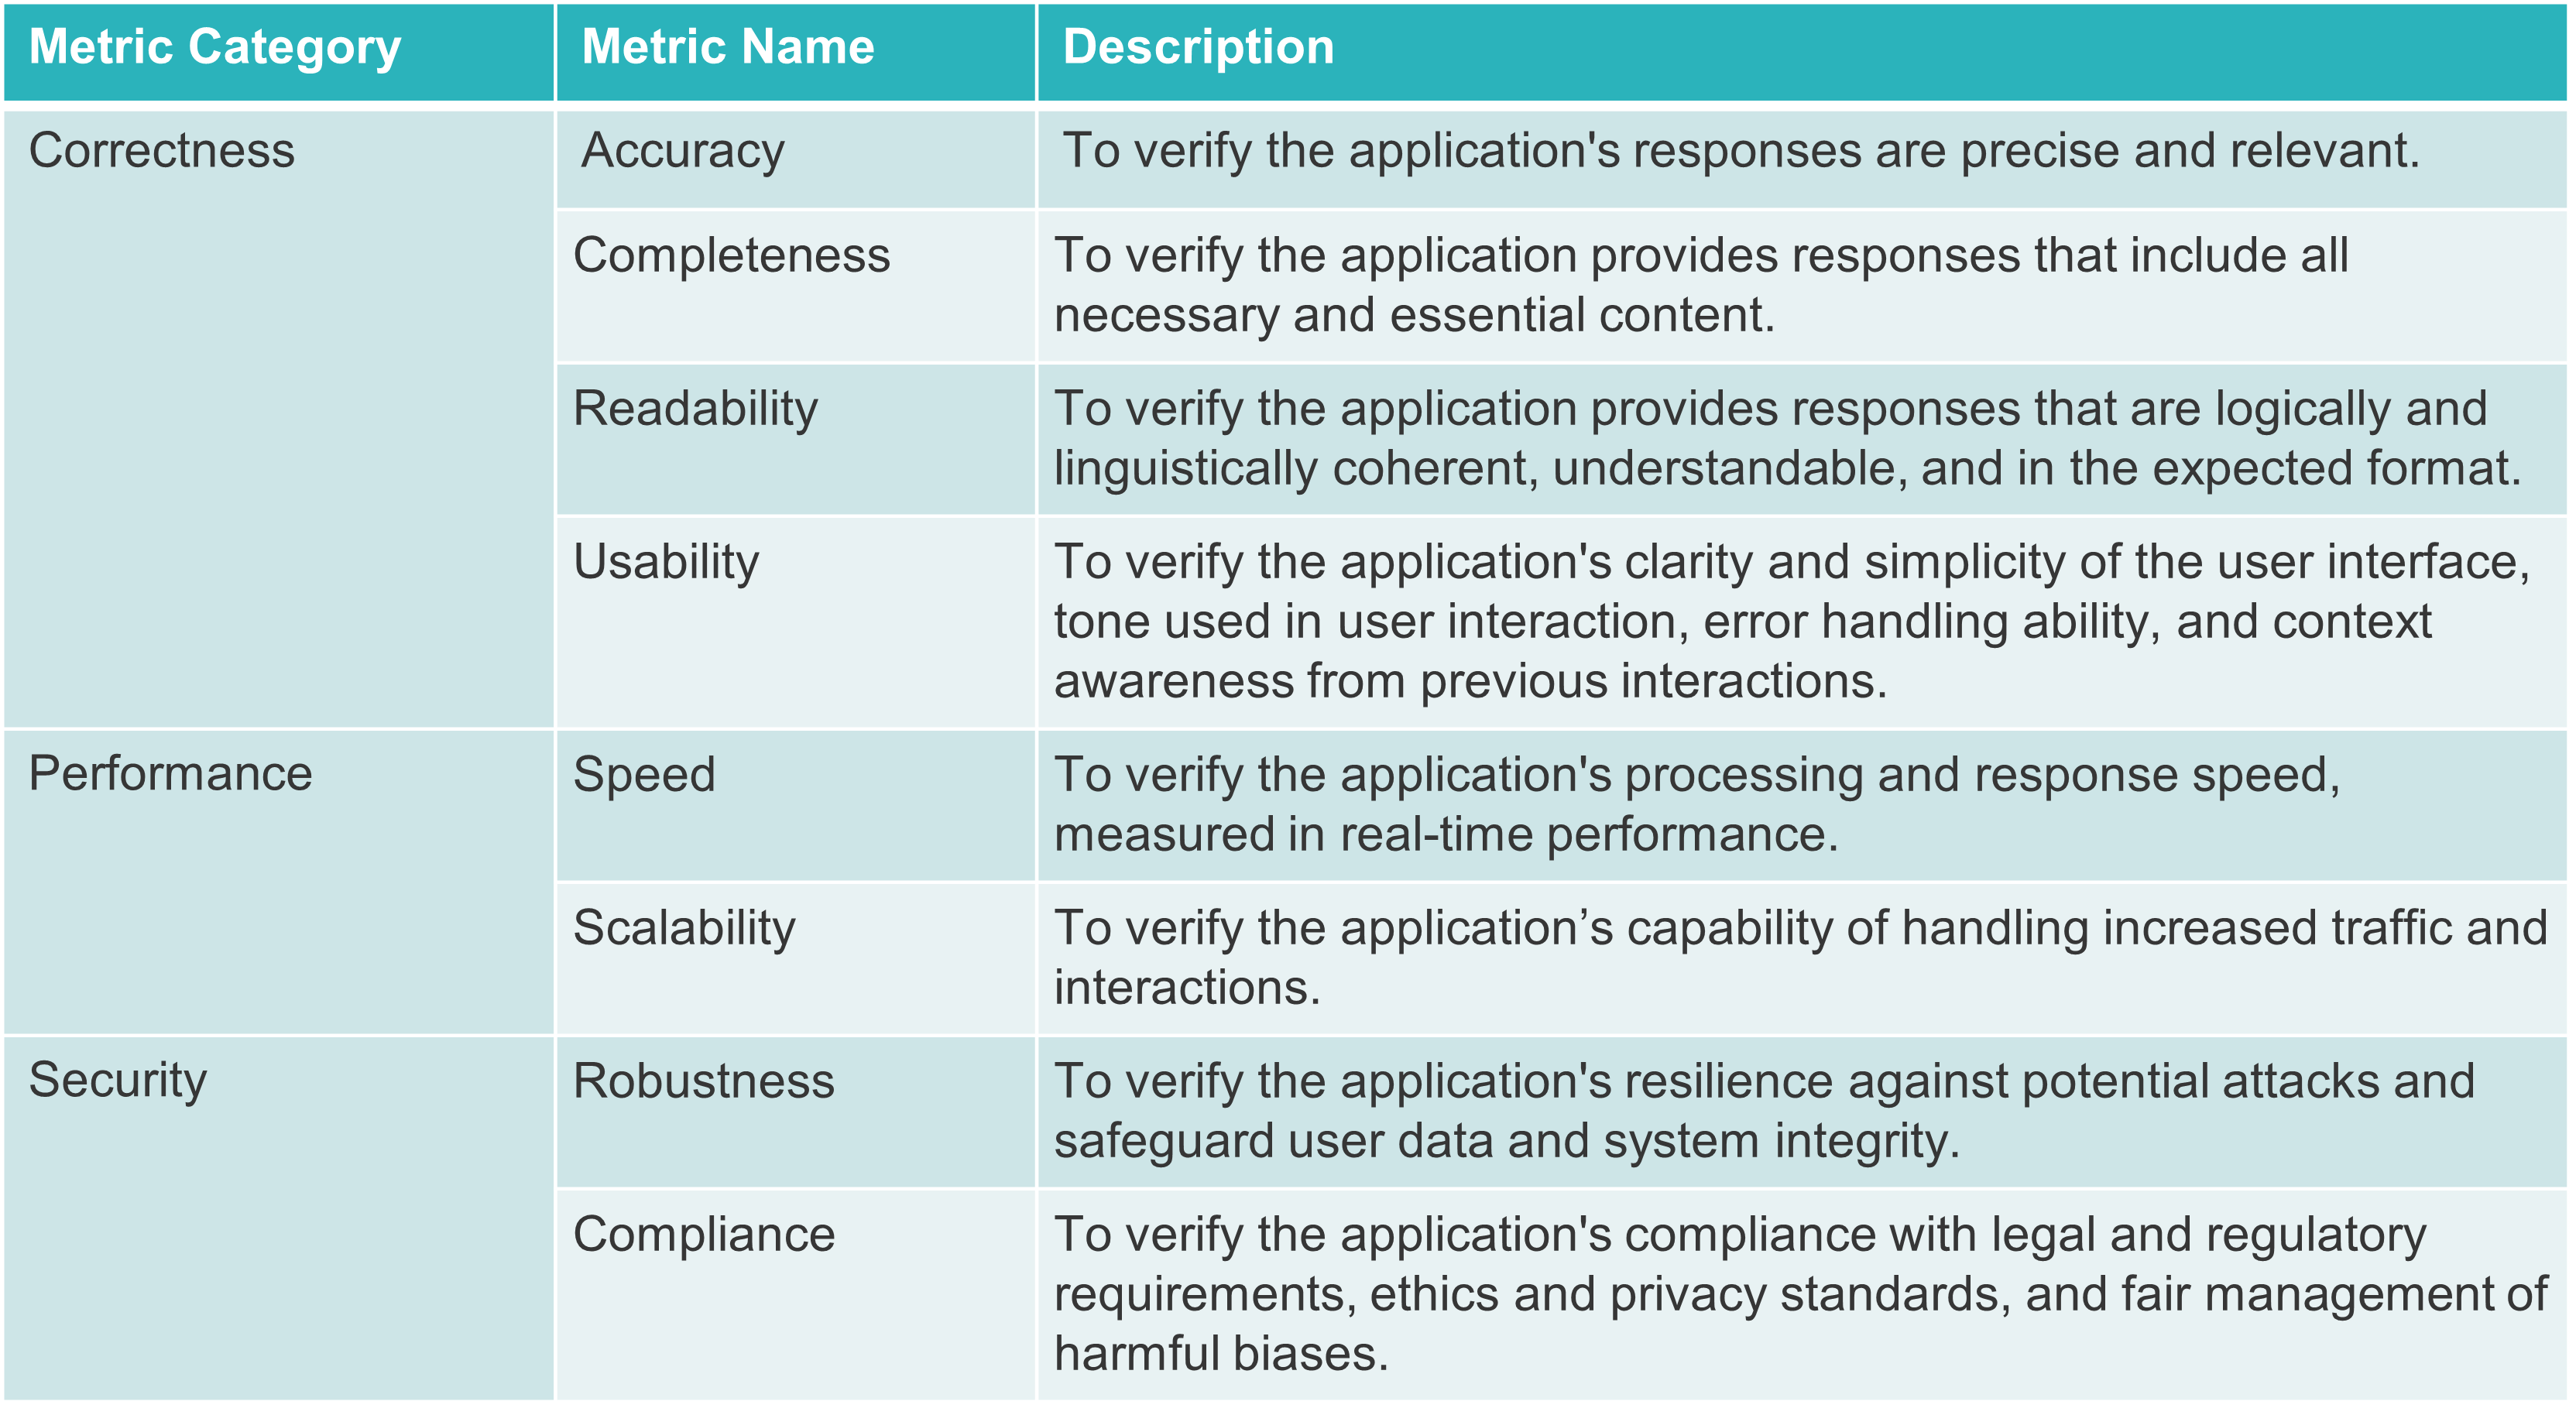 Metric Category Metric Name Description
Correctness Accuracy To verify the application's responses are precise and relevant.
Completeness To verify the application provides responses that include all
necessary and essential content.
Readability To verify the application provides responses that are logically and
linguistically coherent, understandable, and in the expected format.
Usability To verify the application's clarity and simplicity of the user interface,
tone used in user interaction, error handling ability, and context
awareness from previous interactions.
Performance Speed To verify the application's processing and response speed,
measured in real-time performance.
Scalability To verify the application’s capability of handling increased traffic and
interactions.
Security Robustness To verify the application's resilience against potential attacks and
safeguard user data and system integrity.
Compliance To verify the application's compliance with legal and regulatory
requirements, ethics and privacy standards, and fair management of
harmful biases.